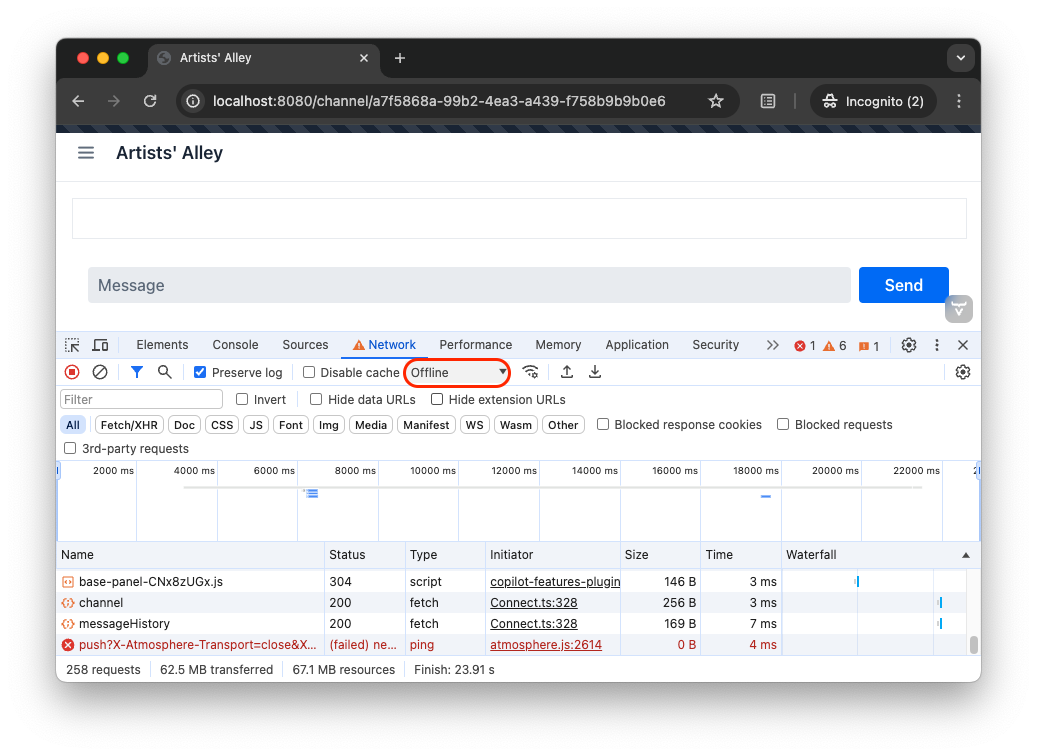 Artists' Alley
localhost:8080/channel/a7f5868a-99b2-4ea3-a439-f758b9b9b0e6
Incognito (2)
Artists' Alley
Message
Send
Elements Console Sources Network Performance Memory Application Security 1 6 1
Preserve log Disable cache Offline
Filter Invert Hide data URLs Hide extension URLs
All Fetch/XHR Doc CSS JS Font Img Media Manifest WS Wasm Other Blocked response cookies Blocked requests
3rd-party requests
2000 ms 4000 ms 6000 ms 8000 ms 10000 ms 12000 ms 14000 ms 16000 ms 18000 ms 20000 ms 22000 ms
Name Status Type Initiator Size Time Waterfall
base-panel-CNx8zUGx.js 304 script copilot-features-plugin 146 B 3 ms
channel 200 fetch Connect.ts:328 256 B 3 ms
messageHistory 200 fetch Connect.ts:328 169 B 7 ms
push?X-Atmosphere-Transport=close&X... (failed) ne... ping atmosphere.js:2614 0 B 4 ms
258 requests 62.5 MB transferred 67.1 MB resources Finish: 23.91 s